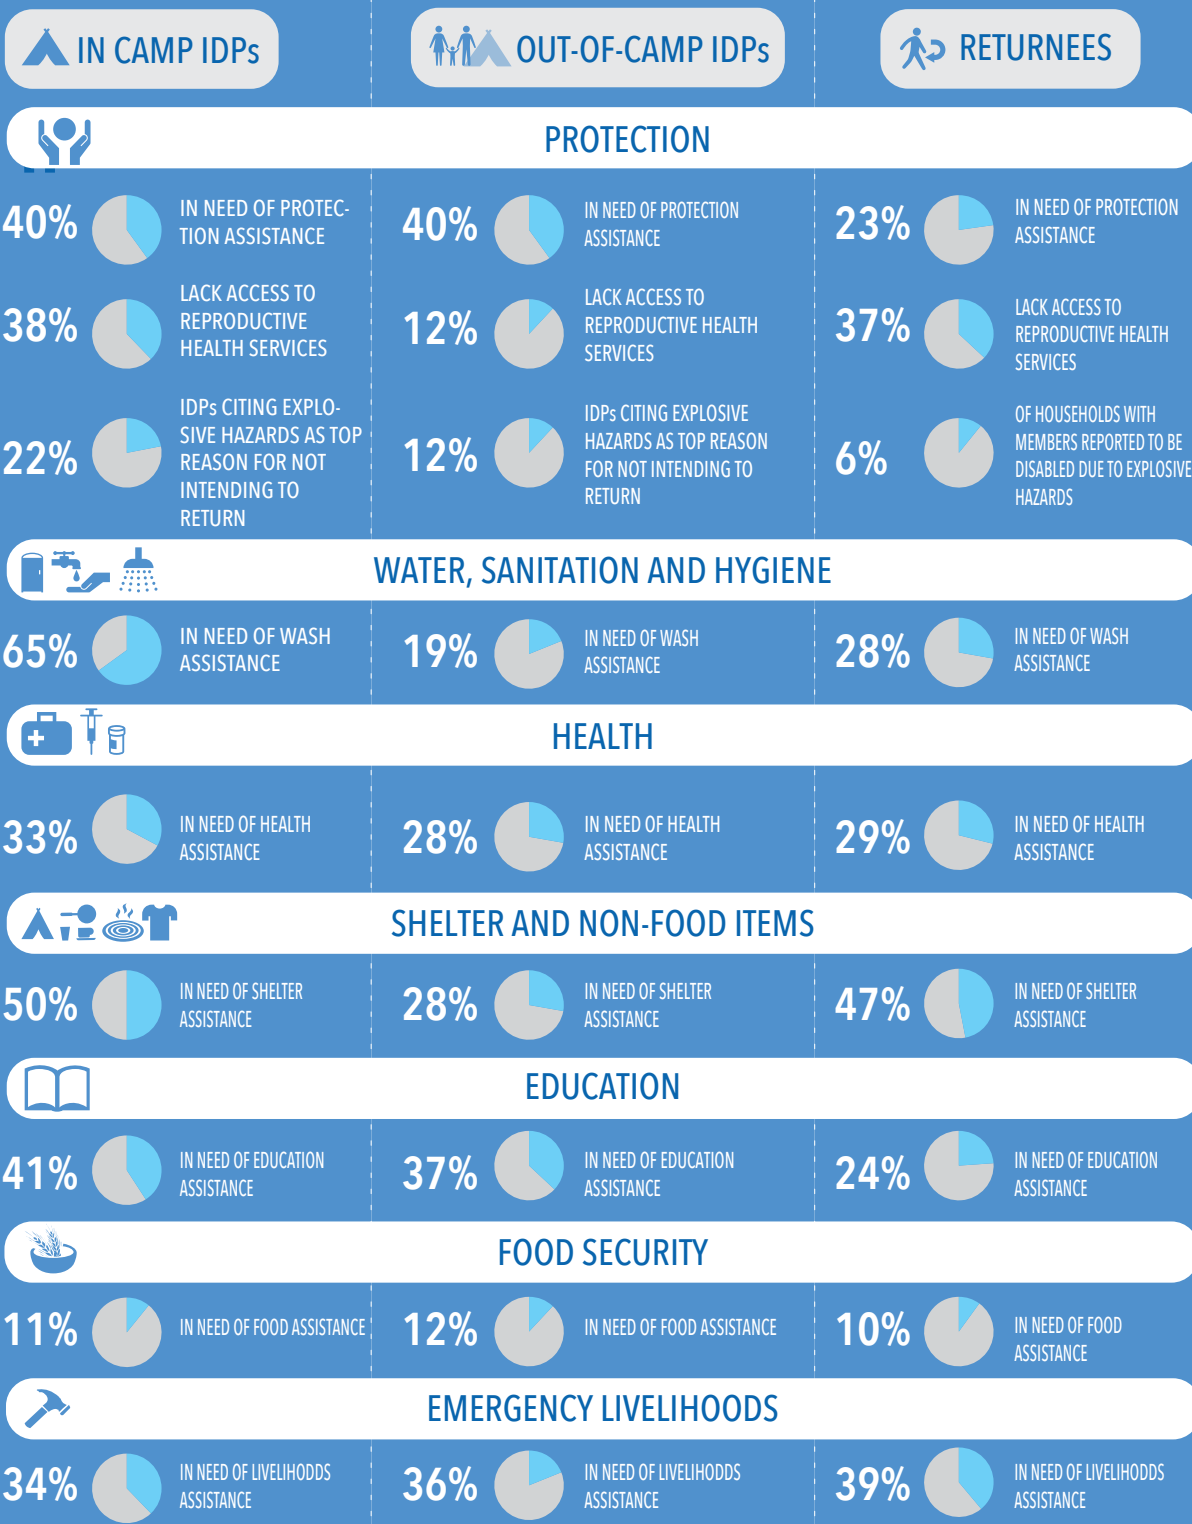 IN CAMP IDPs
OUT-OF-CAMP IDPs
RETURNEES
PROTECTION
40%
IN NEED OF PROTEC-
TION ASSISTANCE
40%
IN NEED OF PROTECTION
ASSISTANCE
23%
IN NEED OF PROTECTION
ASSISTANCE
38%
LACK ACCESS TO
REPRODUCTIVE
HEALTH SERVICES
12%
LACK ACCESS TO
REPRODUCTIVE HEALTH
SERVICES
37%
LACK ACCESS TO
REPRODUCTIVE HEALTH
SERVICES
22%
IDPs CITING EXPLO-
SIVE HAZARDS AS TOP
REASON FOR NOT
INTENDING TO
RETURN
12%
IDPs CITING EXPLOSIVE
HAZARDS AS TOP REASON
FOR NOT INTENDING TO
RETURN
6%
OF HOUSEHOLDS WITH
MEMBERS REPORTED TO BE
DISABLED DUE TO EXPLOSIVE
HAZARDS
WATER, SANITATION AND HYGIENE
65%
IN NEED OF WASH
ASSISTANCE
19%
IN NEED OF WASH
ASSISTANCE
28%
IN NEED OF WASH
ASSISTANCE
HEALTH
33%
IN NEED OF HEALTH
ASSISTANCE
28%
IN NEED OF HEALTH
ASSISTANCE
29%
IN NEED OF HEALTH
ASSISTANCE
SHELTER AND NON-FOOD ITEMS
50%
IN NEED OF SHELTER
ASSISTANCE
28%
IN NEED OF SHELTER
ASSISTANCE
47%
IN NEED OF SHELTER
ASSISTANCE
EDUCATION
41%
IN NEED OF EDUCATION
ASSISTANCE
37%
IN NEED OF EDUCATION
ASSISTANCE
24%
IN NEED OF EDUCATION
ASSISTANCE
FOOD SECURITY
11%
IN NEED OF FOOD ASSISTANCE
12%
IN NEED OF FOOD ASSISTANCE
10%
IN NEED OF FOOD
ASSISTANCE
EMERGENCY LIVELIHOODS
34%
IN NEED OF LIVELIHODDS
ASSISTANCE
36%
IN NEED OF LIVELIHODDS
ASSISTANCE
39%
IN NEED OF LIVELIHODDS
ASSISTANCE